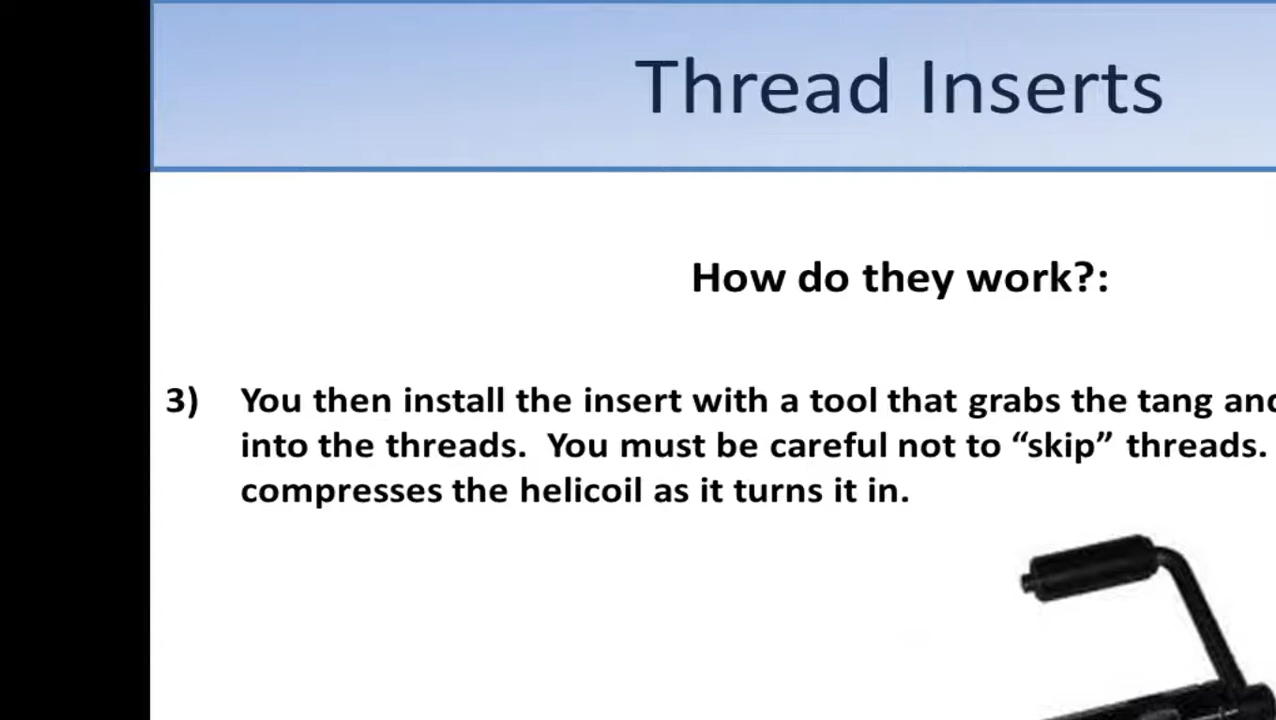 Thread Inserts
How do they work?:
3) You then install the insert with a tool that grabs the tang
into the threads. You must be careful not to “skip” threads.
compresses the helicoil as it turns it in.